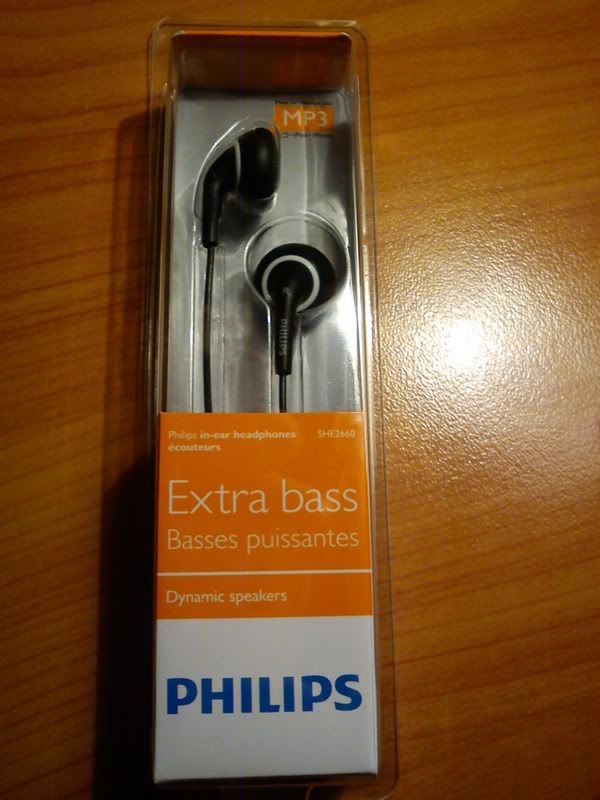 MP3
PHILIPS
Philips in-ear headphones SHE2660
écouteurs
Extra bass
Basses puissantes
Dynamic speakers
PHILIPS